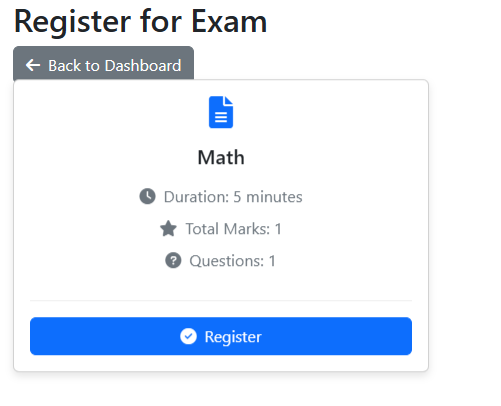 Register for Exam
Back to Dashboard
Math
Duration: 5 minutes
Total Marks: 1
Questions: 1
Register